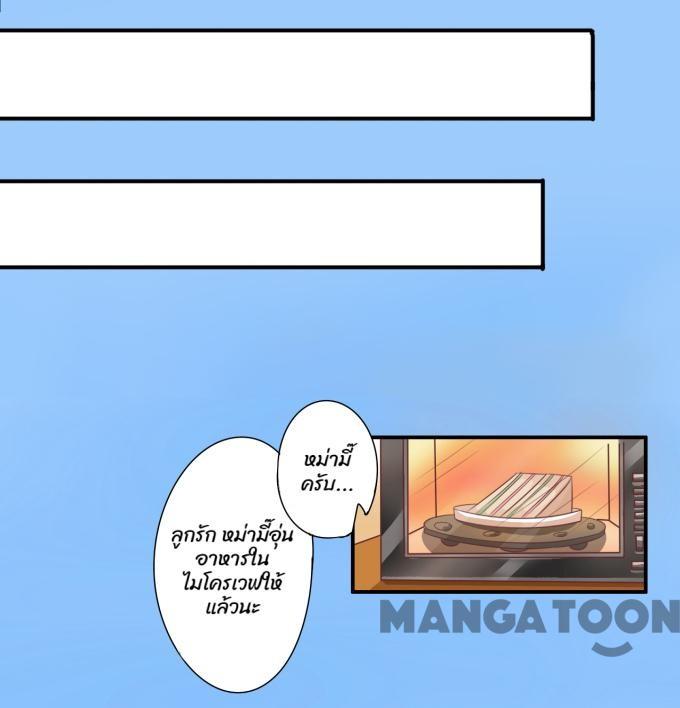 หม่ามี๊
ครับ...
ลูกรัก หม่ามี๊อุ่น
อาหารใน
ไมโครเวฟให้
แล้วนะ
MANGATOON